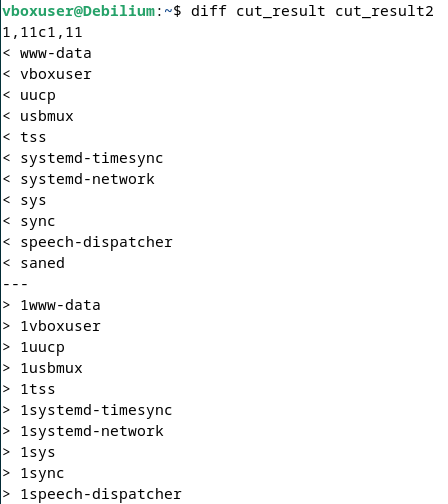 vboxuser@Debilium:~$ diff cut_result cut_result2
1,11c1,11
< www-data
< vboxuser
< uucp
< usbmux
< tss
< systemd-timesync
< systemd-network
< sys
< sync
< speech-dispatcher
< saned
---
> 1www-data
> 1vboxuser
> 1uucp
> 1usbmux
> 1tss
> 1systemd-timesync
> 1systemd-network
> 1sys
> 1sync
> 1speech-dispatcher